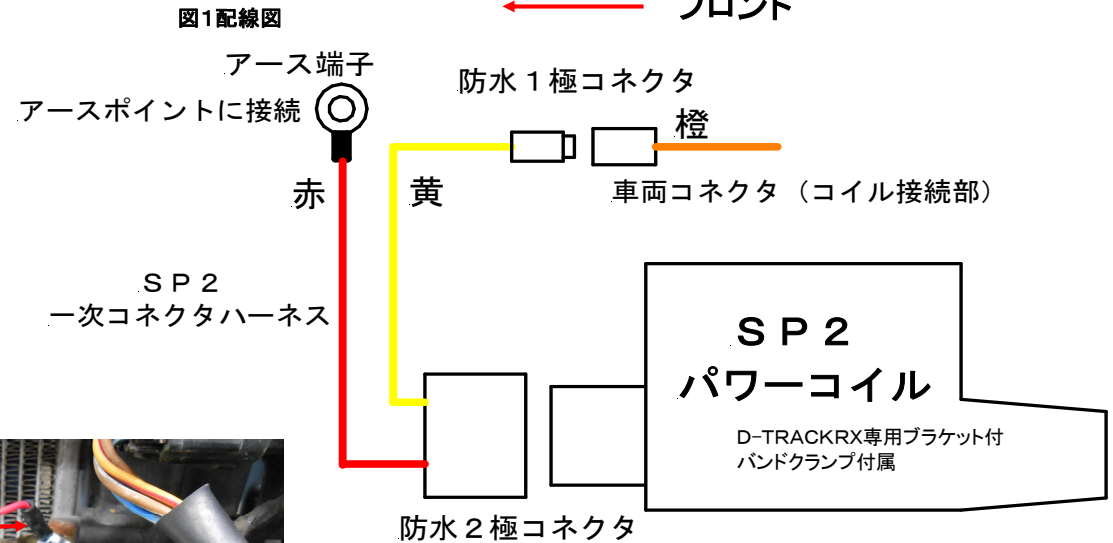 フロント
図1配線図
アース端子
アースポイントに接続
防水1極コネクタ
橙
赤
黄
車両コネクタ(コイル接続部)
SP2
一次コネクタハーネス
SP2
パワーコイル
D-TRACKRX専用ブラケット付
バンドクランプ付属
防水2極コネクタ